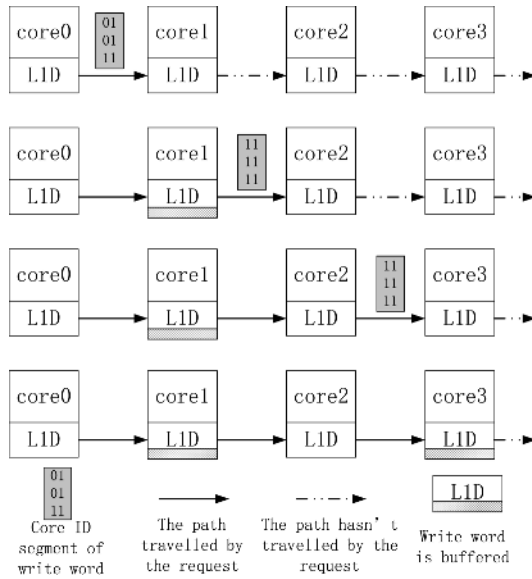 core0 01 core1 core2 core3
01
11
L1D L1D L1D L1D
core0 core1 11 core2 core3
11
11
L1D L1D L1D L1D
core0 core1 core2 11 core3
11
11
L1D L1D L1D L1D
core0 core1 core2 core3
L1D L1D L1D L1D
01
01
11
Core ID
segment of
write word
The path
travelled by
the request
The path hasn't
travelled by the
request
L1D
Write word
is buffered